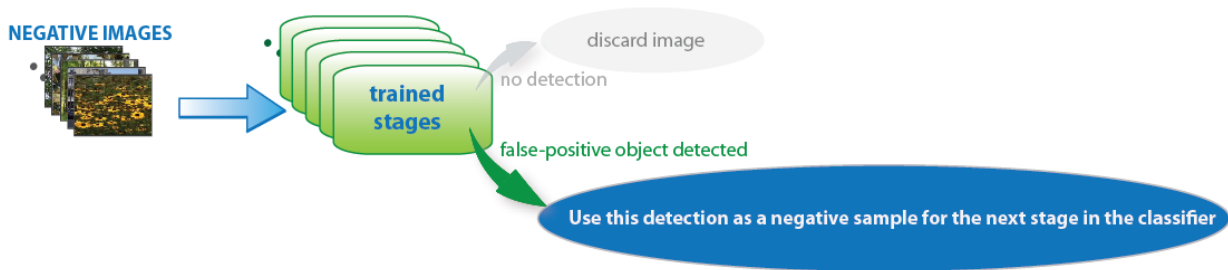 NEGATIVE IMAGES
discard image
no detection
trained
stages
false-positive object detected
Use this detection as a negative sample for the next stage in the classifier